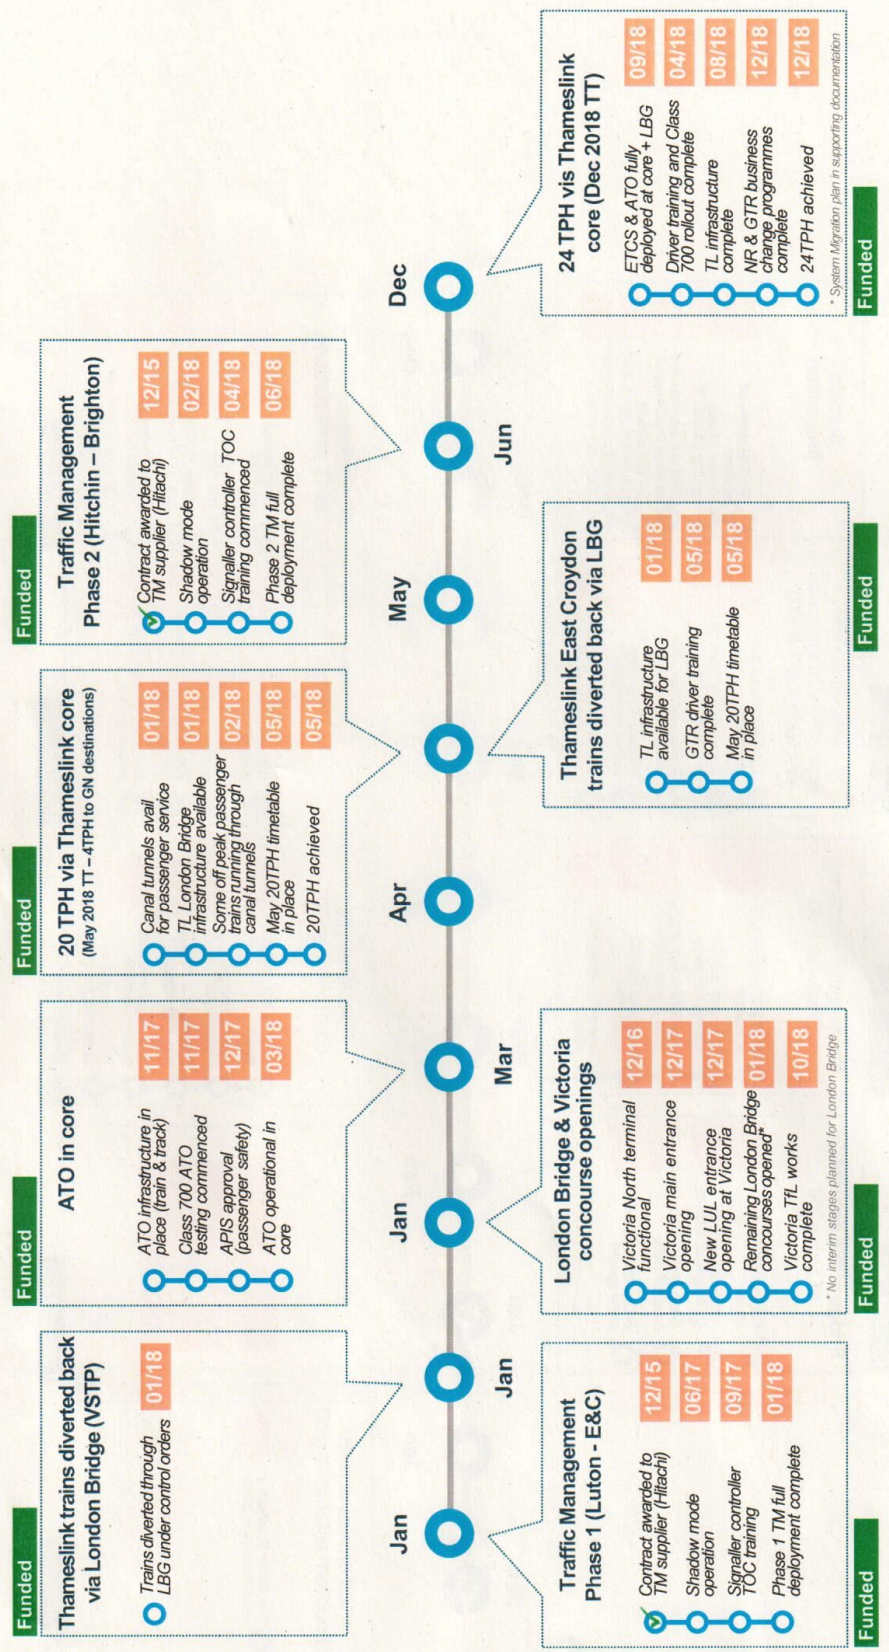 Funded
Thameslink trains diverted back
via London Bridge (VSTP)
Trains diverted through
LBG under control orders
01/18
Funded
ATO in core
ATO infrastructure in
place (train & track)
11/17
Class 700 ATO
testing commenced
11/17
APIS approval
(passenger safety)
12/17
ATO operational in
core
03/18
Funded
20 TPH via Thameslink core
(May 2018 TT – 4TPH to GN destinations)
Canal tunnels avail
for passenger service
01/18
TL London Bridge
infrastructure available
01/18
Some off peak passenger
trains running through
canal tunnels
02/18
May 20TPH timetable
in place
05/18
20TPH achieved
05/18
Funded
Traffic Management
Phase 2 (Hitchin – Brighton)
Contract awarded to
TM supplier (Hitachi)
12/15
Shadow mode
operation
02/18
Signaller controller TOC
training commenced
04/18
Phase 2 TM full
deployment complete
06/18
Jan
Jan
Jan
Mar
Apr
May
Jun
Dec
Traffic Management
Phase 1 (Luton - E&C)
Contract awarded to
TM supplier (Hitachi)
12/15
Shadow mode
operation
06/17
Signaller controller
TOC training
09/17
Phase 1 TM full
deployment complete
01/18
Funded
London Bridge & Victoria
concourse openings
Victoria North terminal
functional
12/16
Victoria main entrance
opening
12/17
New LUL entrance
opening at Victoria
12/17
Remaining London Bridge
concourses opened*
01/18
Victoria TfL works
complete
10/18
* No interim stages planned for London Bridge
Funded
Thameslink East Croydon
trains diverted back via LBG
TL infrastructure
available for LBG
01/18
GTR driver training
complete
05/18
May 20TPH timetable
in place
05/18
Funded
24 TPH vis Thameslink
core (Dec 2018 TT)
ETCS & ATO fully
deployed at core + LBG
09/18
Driver training and Class
700 rollout complete
04/18
TL infrastructure
complete
08/18
NR & GTR business
change programmes
complete
12/18
24TPH achieved
12/18
* System Migration plan in supporting documentation
Funded